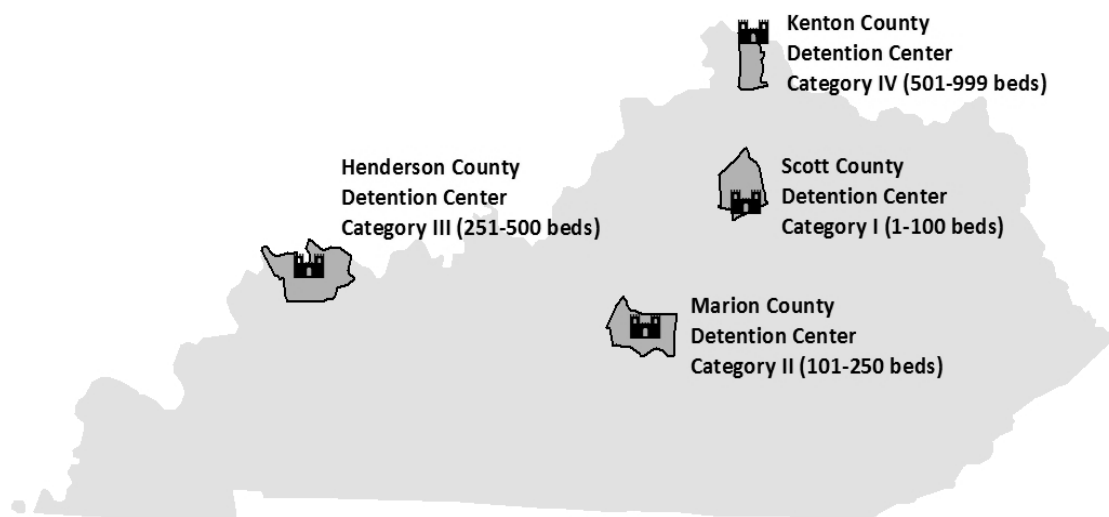 Kenton County
Detention Center
Category IV (501-999 beds)
Henderson County
Detention Center
Category III (251-500 beds)
Scott County
Detention Center
Category I (1-100 beds)
Marion County
Detention Center
Category II (101-250 beds)